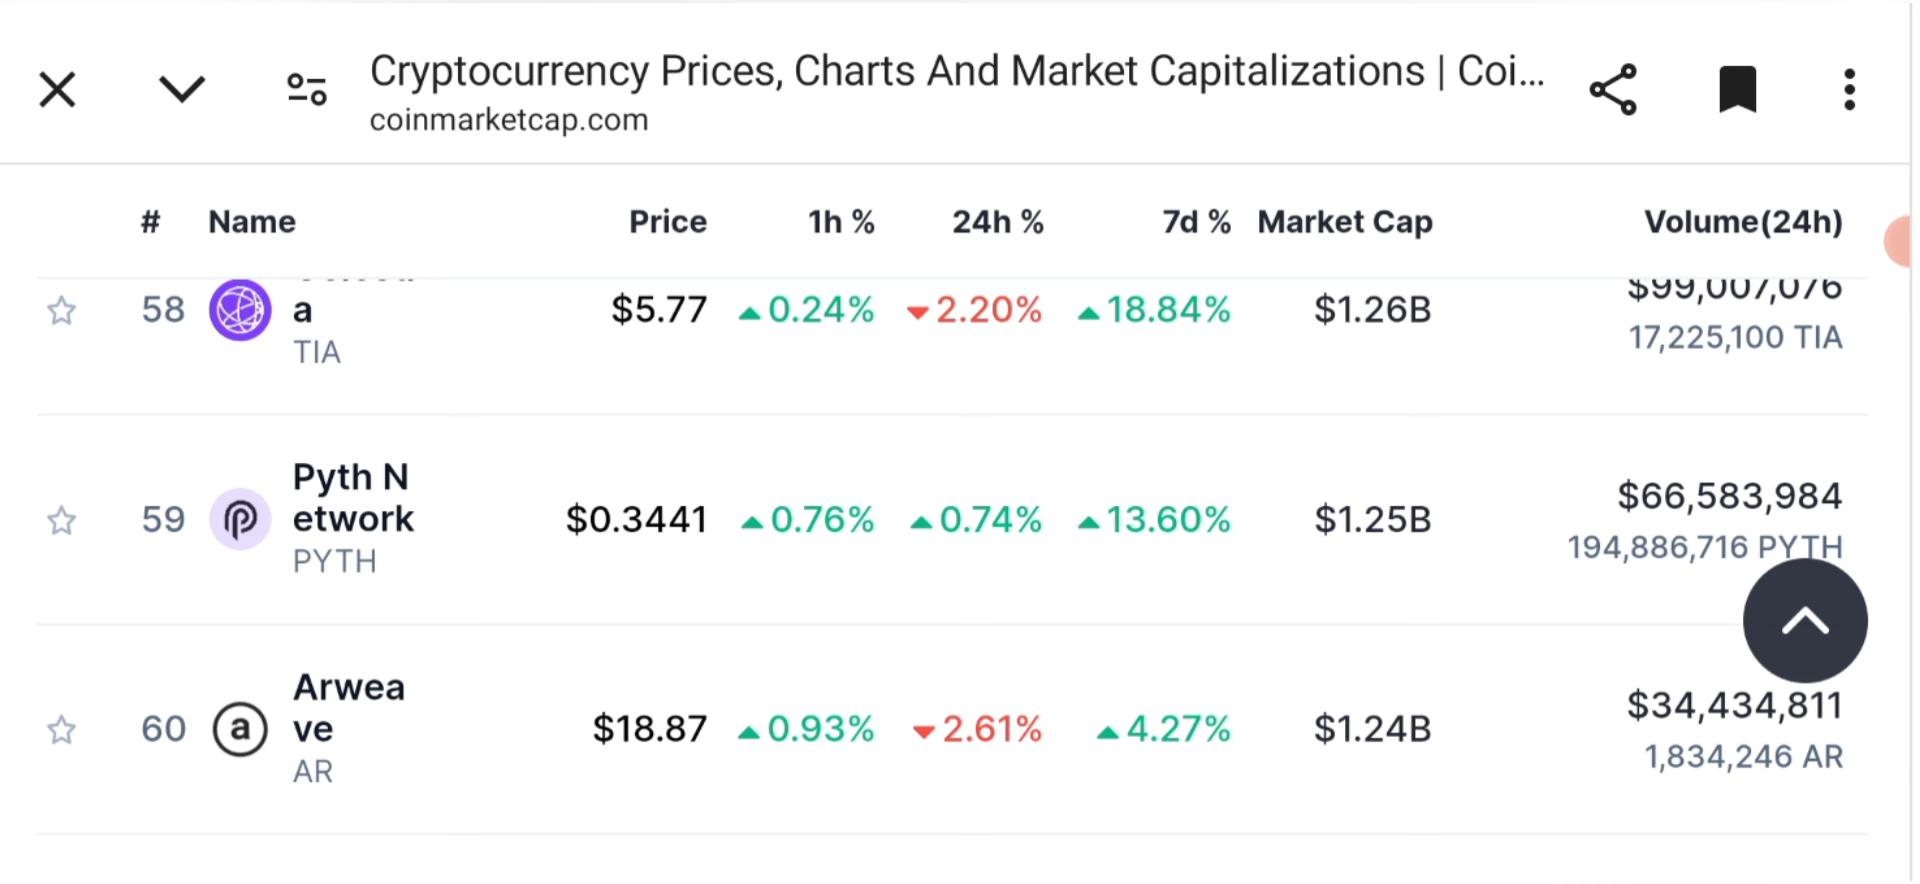 Cryptocurrency Prices, Charts And Market Capitalizations | Coi...
coinmarketcap.com
# Name Price 1h % 24h % 7d % Market Cap Volume(24h)
58 a TIA $5.77 0.24% 2.20% 18.84% $1.26B $99,007,076
17,225,100 TIA
59 Pyth N
etwork
PYTH $0.3441 0.76% 0.74% 13.60% $1.25B $66,583,984
194,886,716 PYTH
60 Arwea
ve
AR $18.87 0.93% 2.61% 4.27% $1.24B $34,434,811
1,834,246 AR